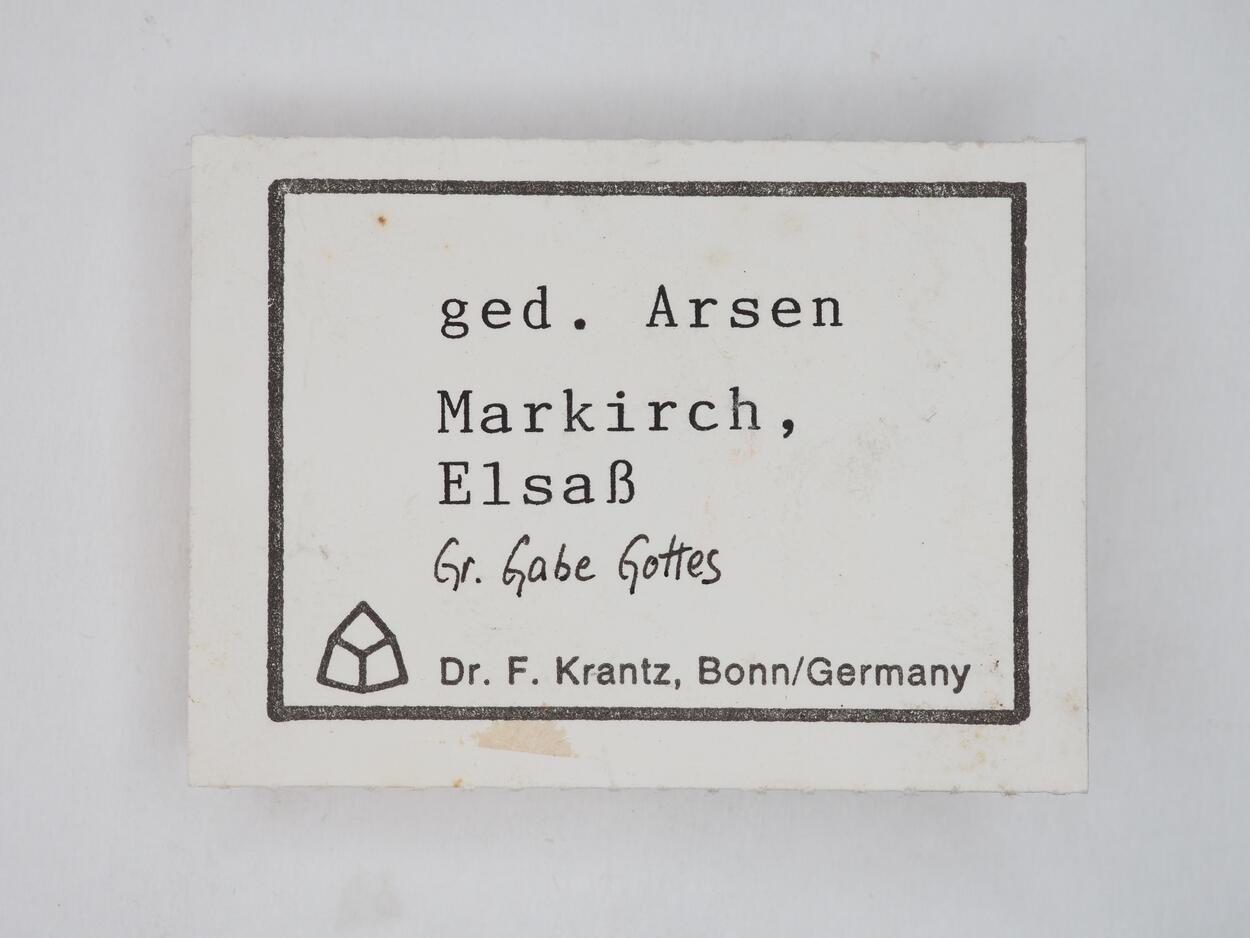 ged. Arsen
Markirch,
Elsaß
Gr. Gabe Gottes
Dr. F. Krantz, Bonn/Germany